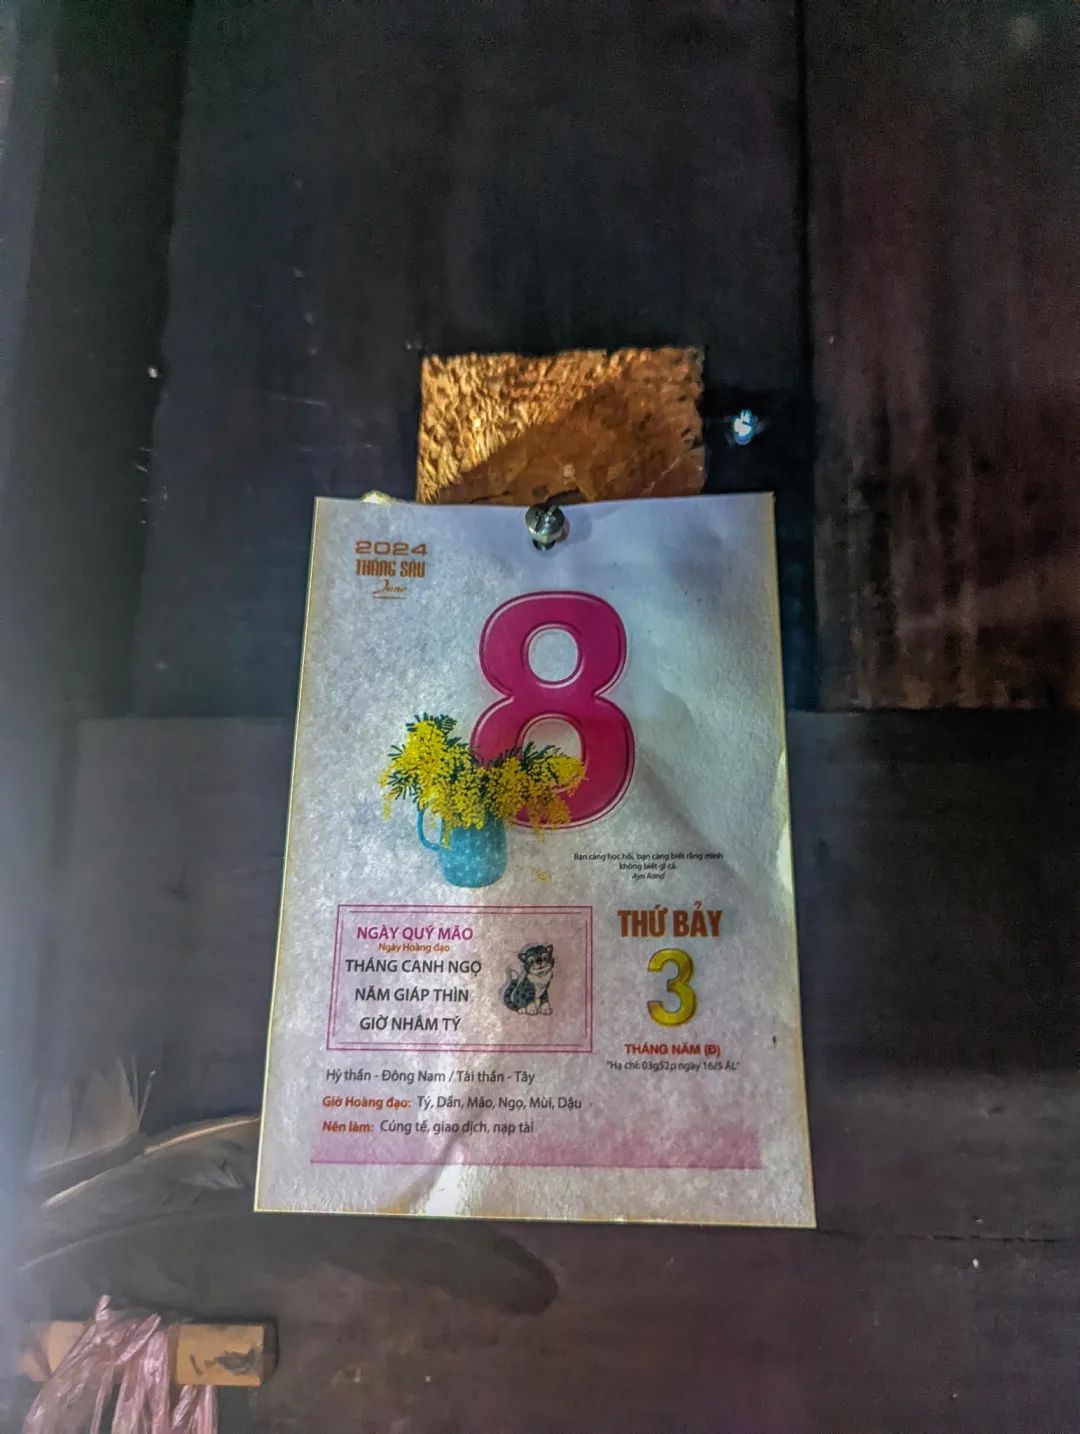 2024
THÁNG SÁU
June
8
Bạn càng học hỏi, bạn càng biết rằng mình
không biết gì cả.
Ayn Rand
NGÀY QUÝ MÃO
Ngày Hoàng đạo
THÁNG CANH NGỌ
NĂM GIÁP THÌN
GIỜ NHÂM TÝ
THỨ BẢY
3
THÁNG NĂM (Đ)
"Hạ chí: 03g52p ngày 16/5 ÂL"
Hỷ thần - Đông Nam / Tài thần - Tây
Giờ Hoàng đạo: Tý, Dần, Mão, Ngọ, Mùi, Dậu
Nên làm: Cúng tế, giao dịch, nạp tài